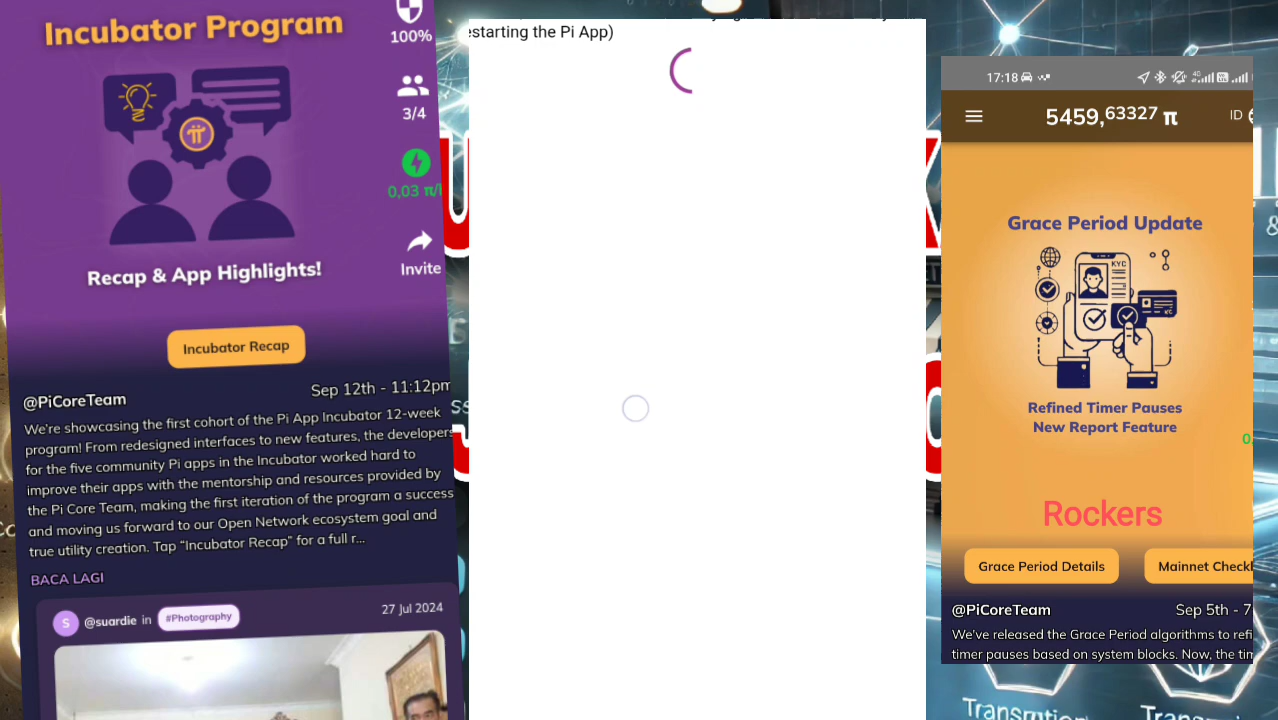 Incubator Program
100%
3/4
0,03 π/
Invite
Recap & App Highlights!
Incubator Recap
@PiCoreTeam
Sep 12th - 11:12pm
We're showcasing the first cohort of the Pi App Incubator 12-week
program! From redesigned interfaces to new features, the developers
for the five community Pi apps in the Incubator worked hard to
improve their apps with the mentorship and resources provided by
the Pi Core Team, making the first iteration of the program a success
and moving us forward to our Open Network ecosystem goal and
true utility creation. Tap "Incubator Recap" for a full r...
BACA LAGI
S @suardie in #Photography
27 Jul 2024
estarting the Pi App)
17:18
4G
5459,63327 π
ID
Grace Period Update
KYC
Refined Timer Pauses
New Report Feature
0,
Rockers
Grace Period Details
Mainnet Checkl
@PiCoreTeam
Sep 5th - 7
We've released the Grace Period algorithms to refi
timer pauses based on system blocks. Now, the tim
&